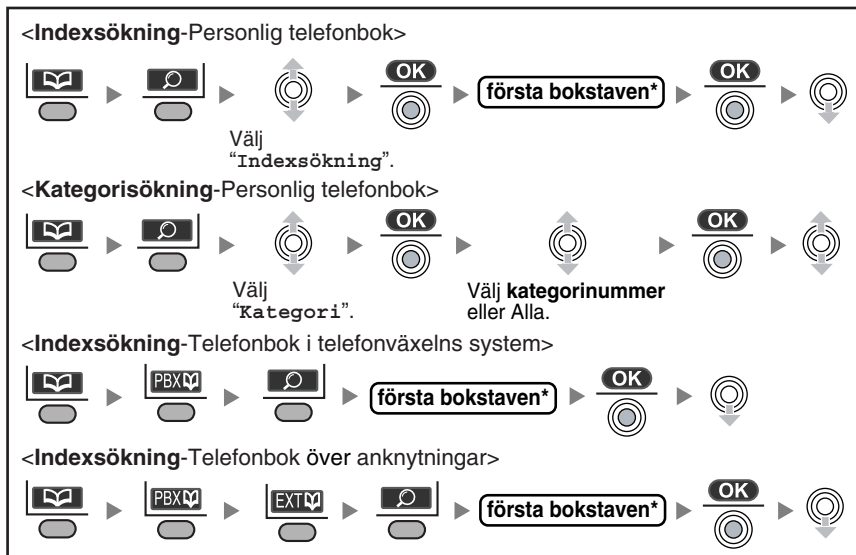 <Indexsökning-Personlig telefonbok>
OK första bokstaven* OK
Välj
"Indexsökning".
<Kategorisökning-Personlig telefonbok>
OK OK
Välj
"Kategori".
Välj kategorinummer
eller Alla.
<Indexsökning-Telefonbok i telefonväxelns system>
PBX första bokstaven* OK
<Indexsökning-Telefonbok över anknytningar>
PBX EXT första bokstaven* OK